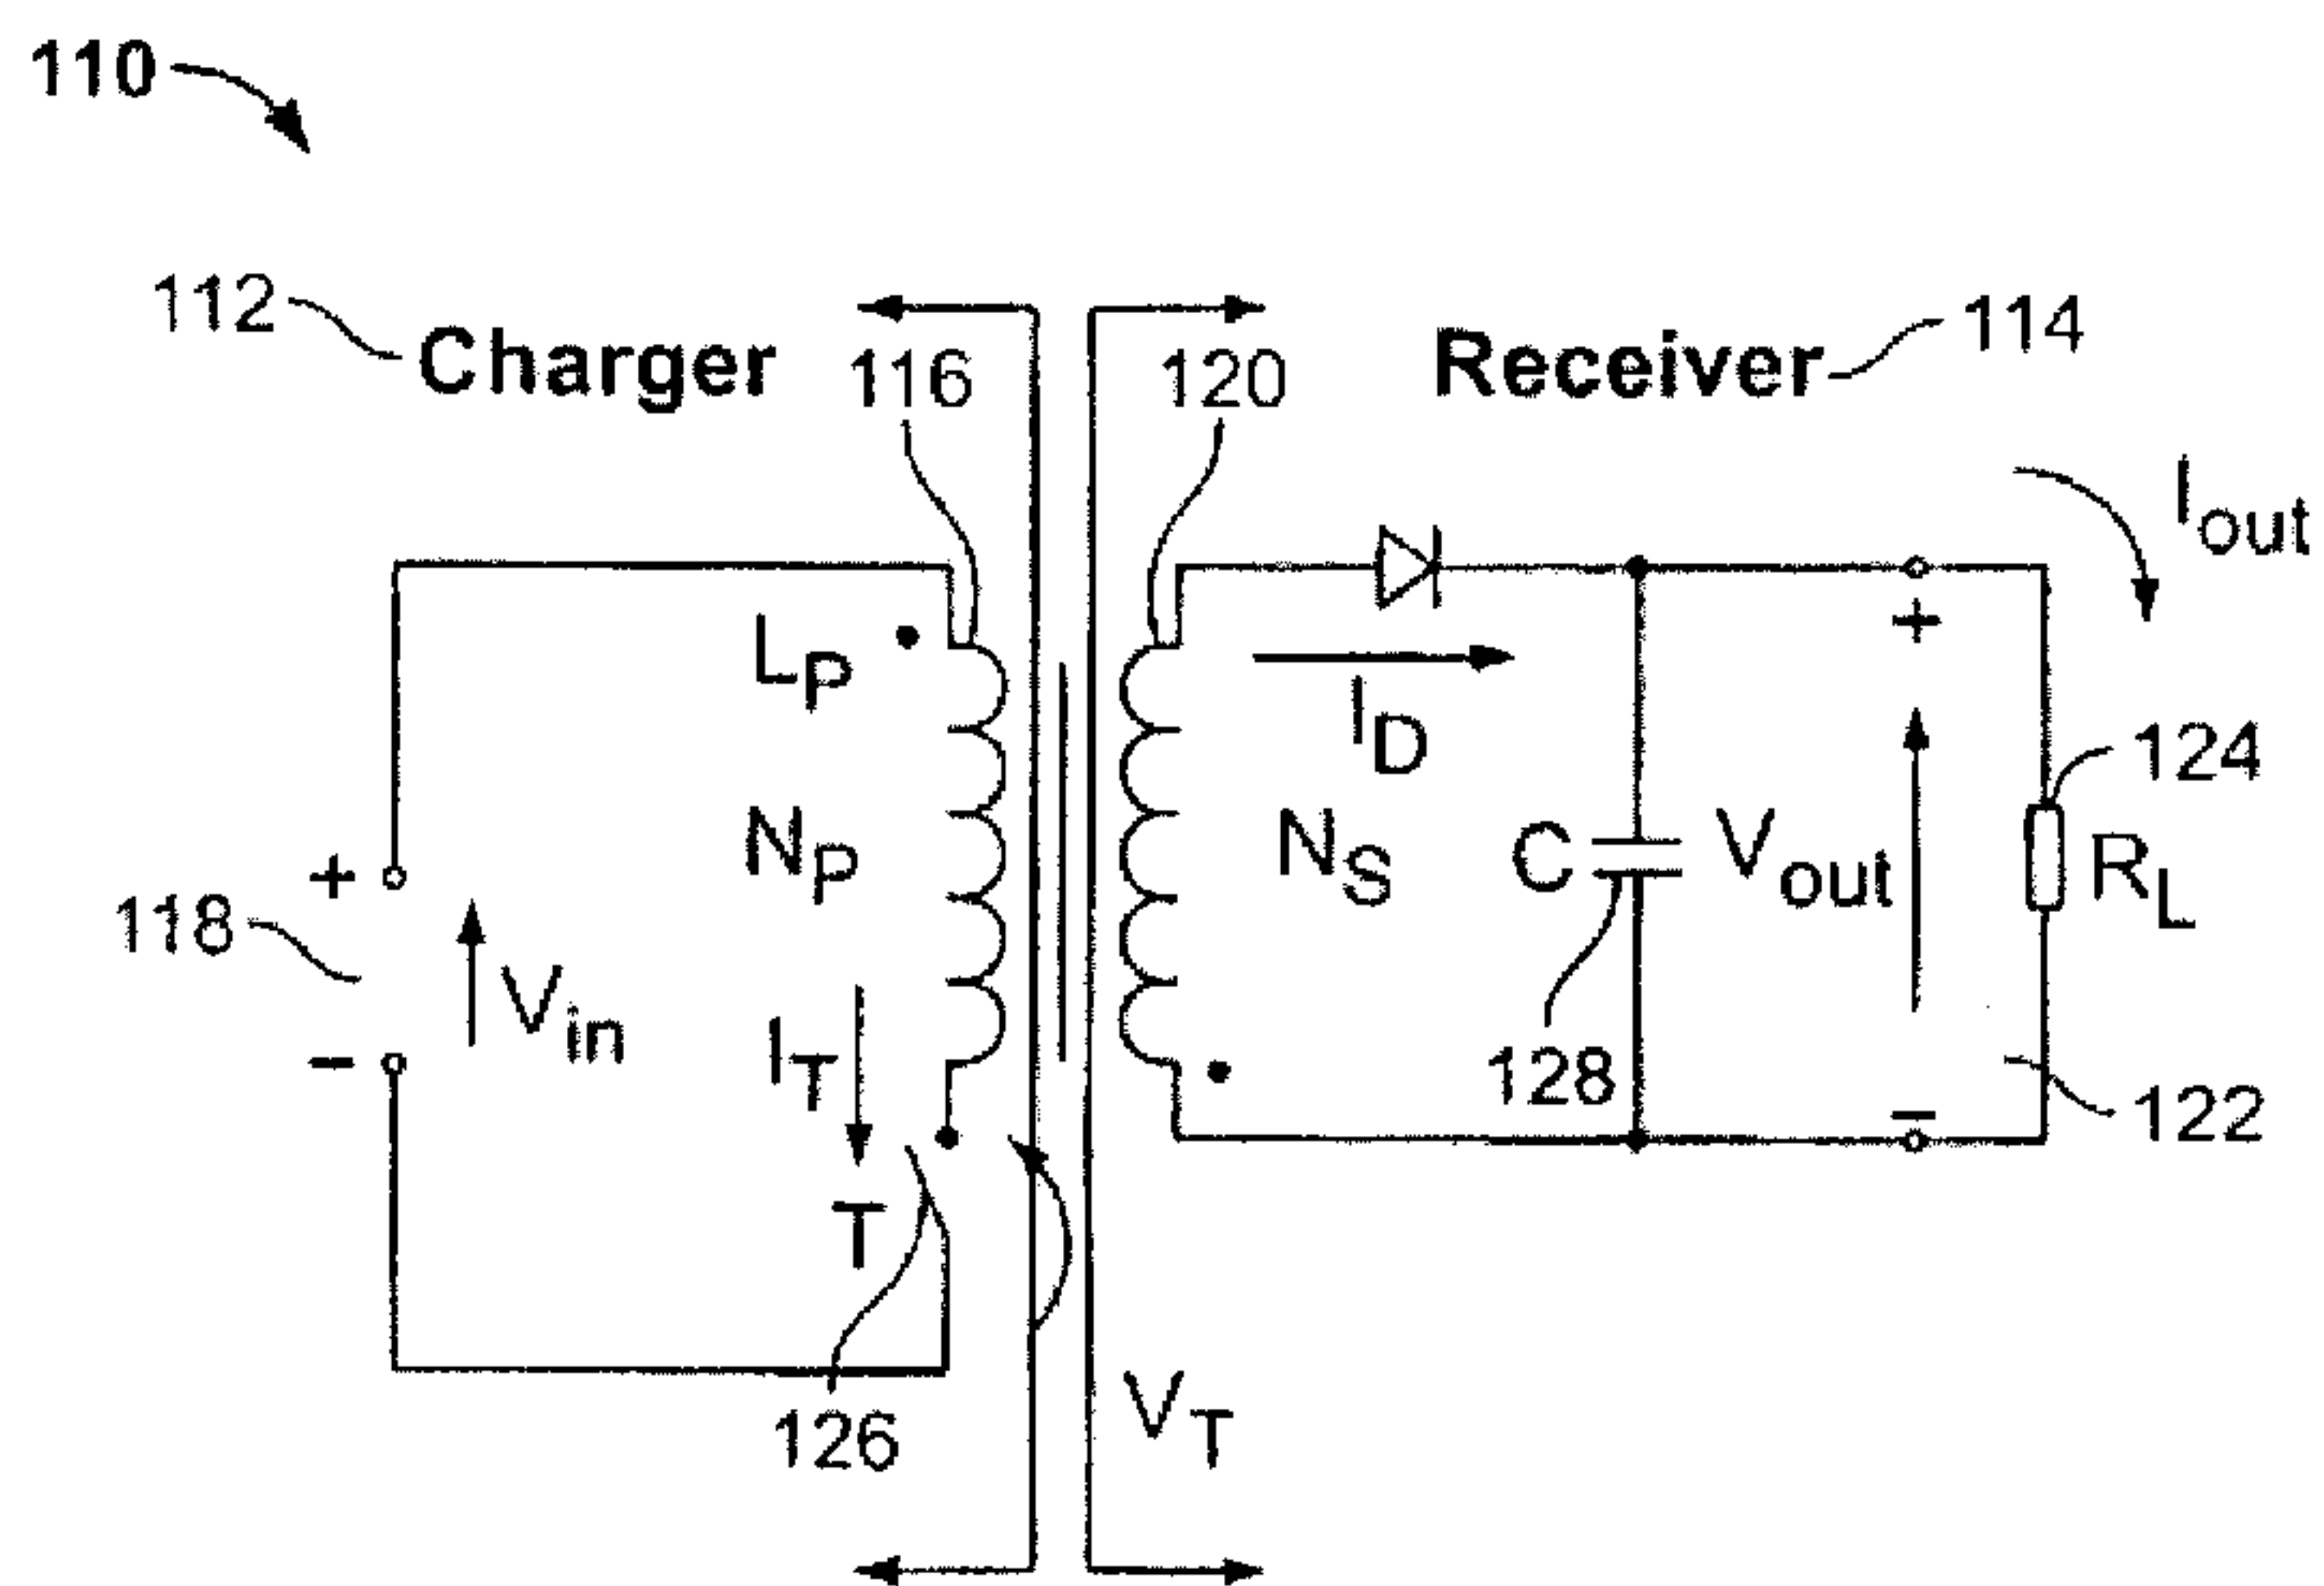 110
112 Charger 116 120 Receiver 114
Iout
LP
ID
124
NP NS C Vout RL
+ +
118
Vin
IT
128
- -
122
T
126
VT